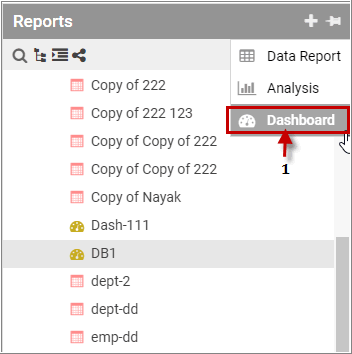 Reports
Data Report
Analysis
Dashboard
1
Copy of 222
Copy of 222 123
Copy of Copy of 222
Copy of Copy of 222
Copy of Nayak
Dash-111
DB1
dept-2
dept-dd
emp-dd